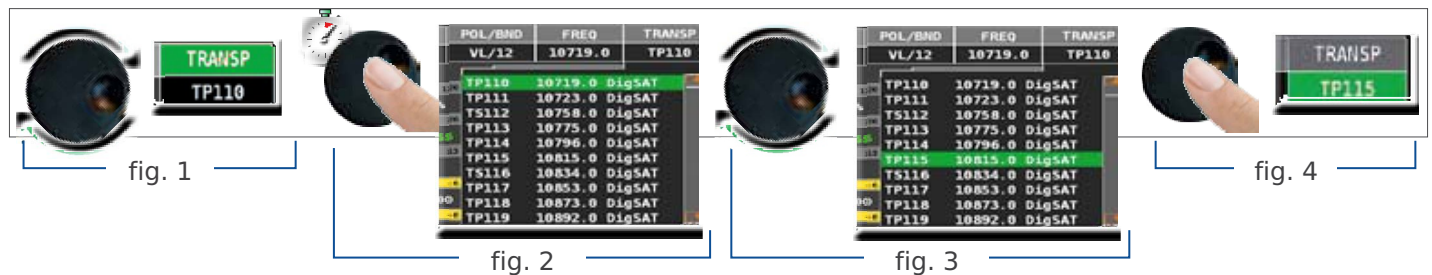 TRANSP
TP110
fig. 1
POL/BND FREQ TRANSP
VL/12 10719.0 TP110
TP110 10719.0 DigSAT
TP111 10723.0 DigSAT
TS112 10758.0 DigSAT
TP113 10775.0 DigSAT
TP114 10796.0 DigSAT
TP115 10815.0 DigSAT
TS116 10834.0 DigSAT
TP117 10853.0 DigSAT
TP118 10873.0 DigSAT
TP119 10892.0 DigSAT
fig. 2
POL/BND FREQ TRANSP
VL/12 10719.0 TP110
TP110 10719.0 DigSAT
TP111 10723.0 DigSAT
TS112 10758.0 DigSAT
TP113 10775.0 DigSAT
TP114 10796.0 DigSAT
TP115 10815.0 DigSAT
TS116 10834.0 DigSAT
TP117 10853.0 DigSAT
TP118 10873.0 DigSAT
TP119 10892.0 DigSAT
fig. 3
TRANSP
TP115
fig. 4